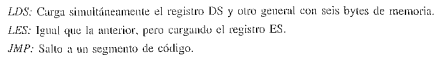 LDS: Carga simultáneamente el registro DS y otro general con seis bytes de memoria.
LES: Igual que la anterior, pero cargando el registro ES.
JMP: Salto a un segmento de código.